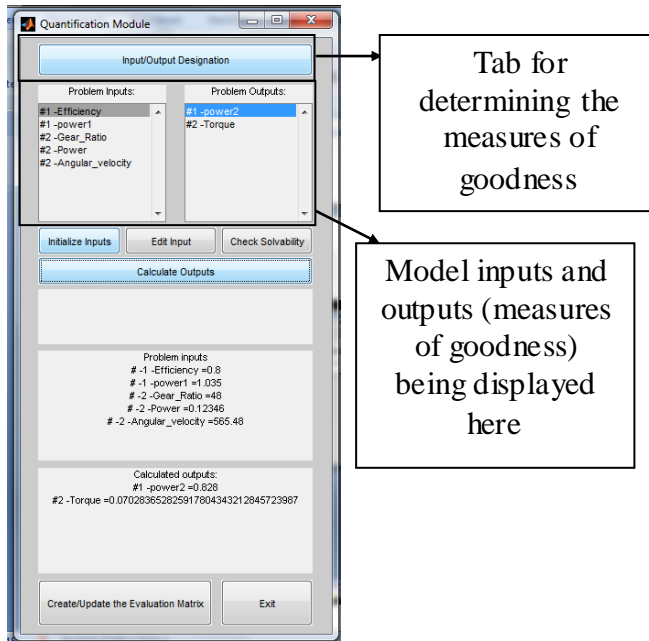 Quantification Module
Input/Output Designation
Problem Inputs:
Problem Outputs:
#1 -Efficiency
#1 -power1
#2 -Gear_Ratio
#2 -Power
#2 -Angular_velocity
#1 -power2
#2 -Torque
Initialize Inputs
Edit Input
Check Solvability
Calculate Outputs
Problem inputs
# -1 -Efficiency =0.8
# -1 -power1 =1.035
# -2 -Gear_Ratio =48
# -2 -Power =0.12346
# -2 -Angular_velocity =565.48
Calculated outputs:
#1 -power2 =0.828
#2 -Torque =0.07028365282591780434321284572398​7
Create/Update the Evaluation Matrix
Exit
Tab for
determining the
measures of
goodness
Model inputs and
outputs (measures
of goodness)
being displayed
here